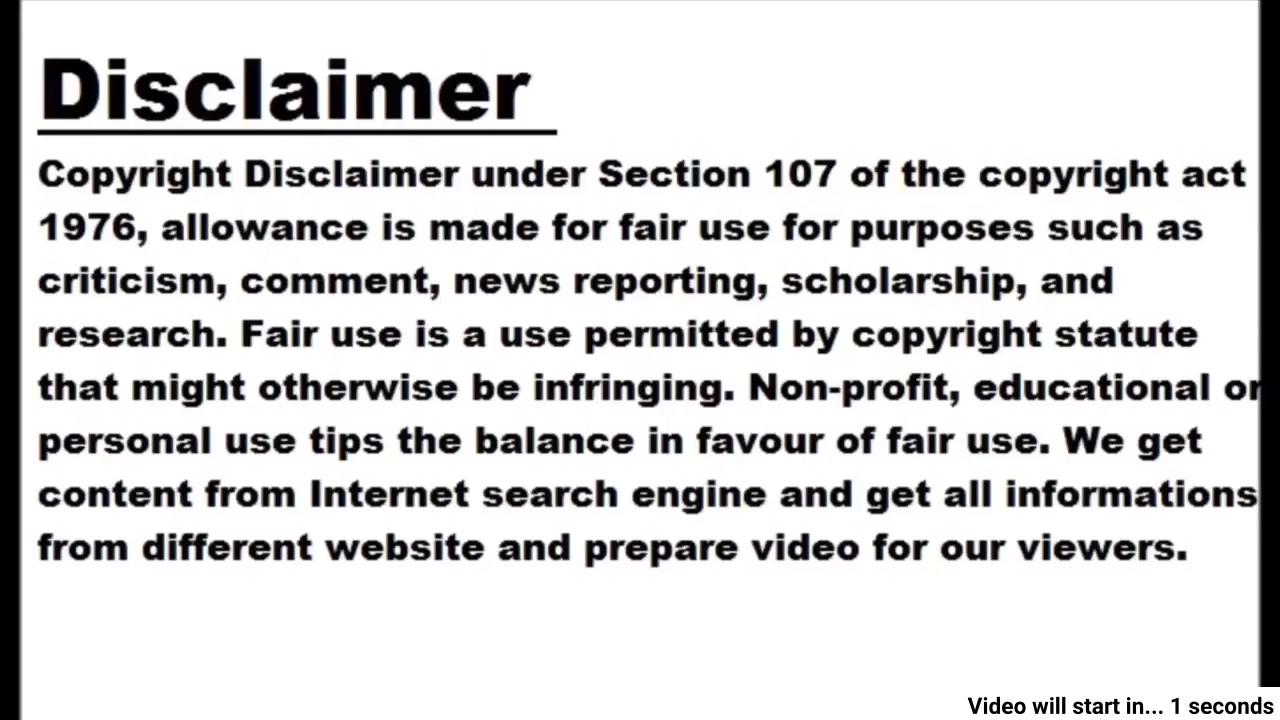 Disclaimer
Copyright Disclaimer under Section 107 of the copyright act
1976, allowance is made for fair use for purposes such as
criticism, comment, news reporting, scholarship, and
research. Fair use is a use permitted by copyright statute
that might otherwise be infringing. Non-profit, educational or
personal use tips the balance in favour of fair use. We get
content from Internet search engine and get all informations
from different website and prepare video for our viewers.
Video will start in... 1 seconds